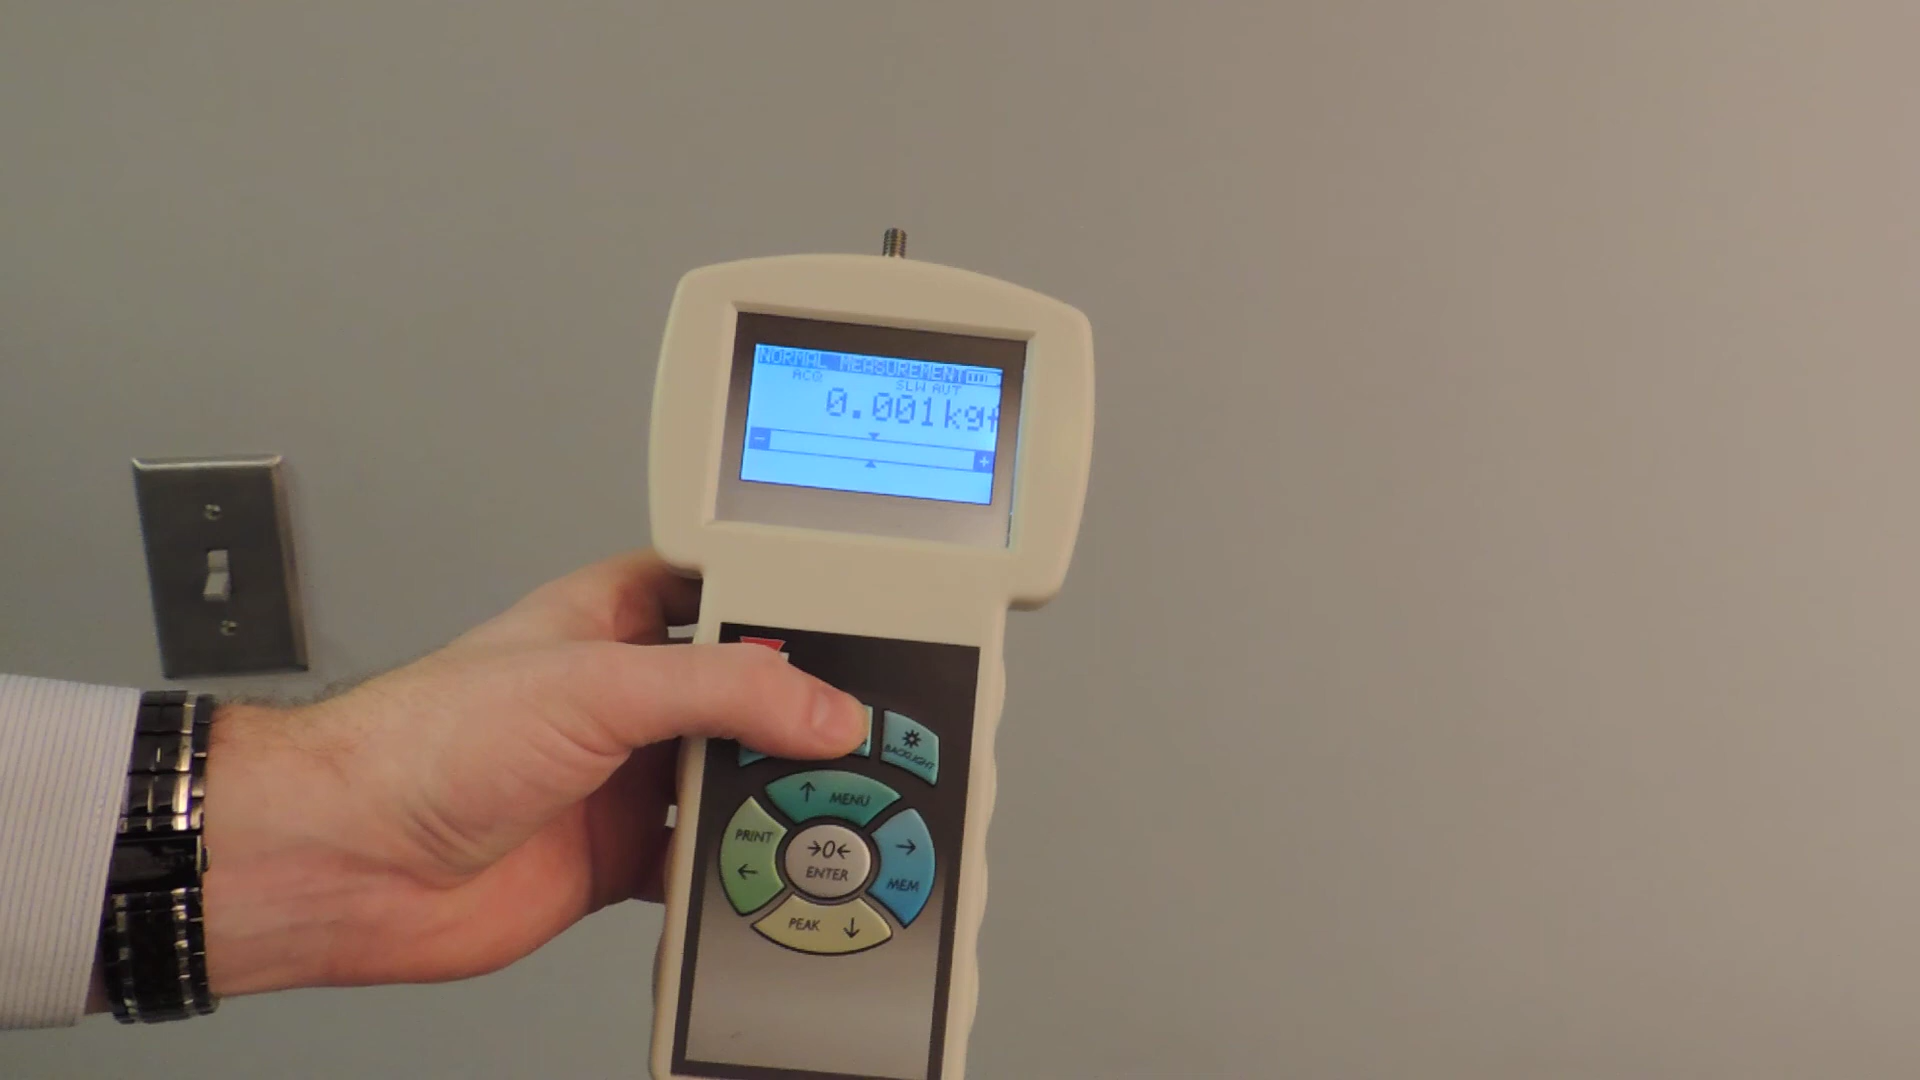 NORMAL MEASUREMENT
ACQ SLW AUT
0.001kgf
- +
BACKLIGHT
↑ MENU
PRINT
←
→0←
ENTER
→
MEM
PEAK ↓